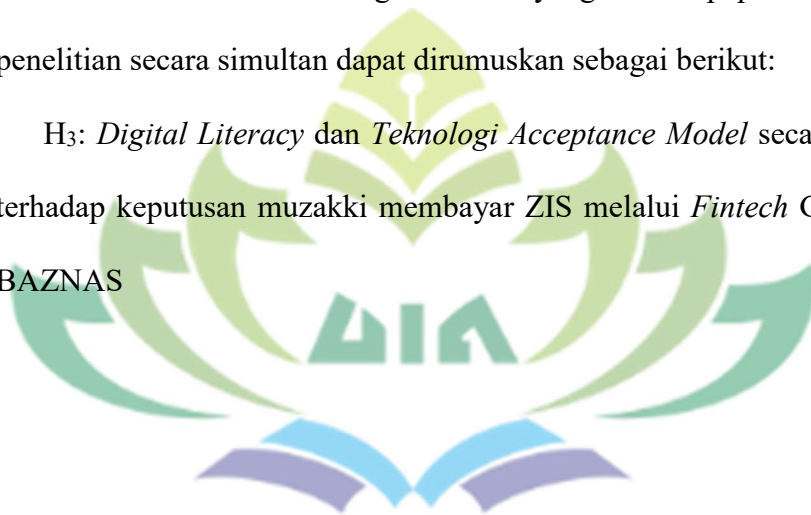 penelitian secara simultan dapat dirumuskan sebagai berikut:
H₃: Digital Literacy dan Teknologi Acceptance Model
terhadap keputusan muzakki membayar ZIS melalui Fintech
BAZNAS
UIN